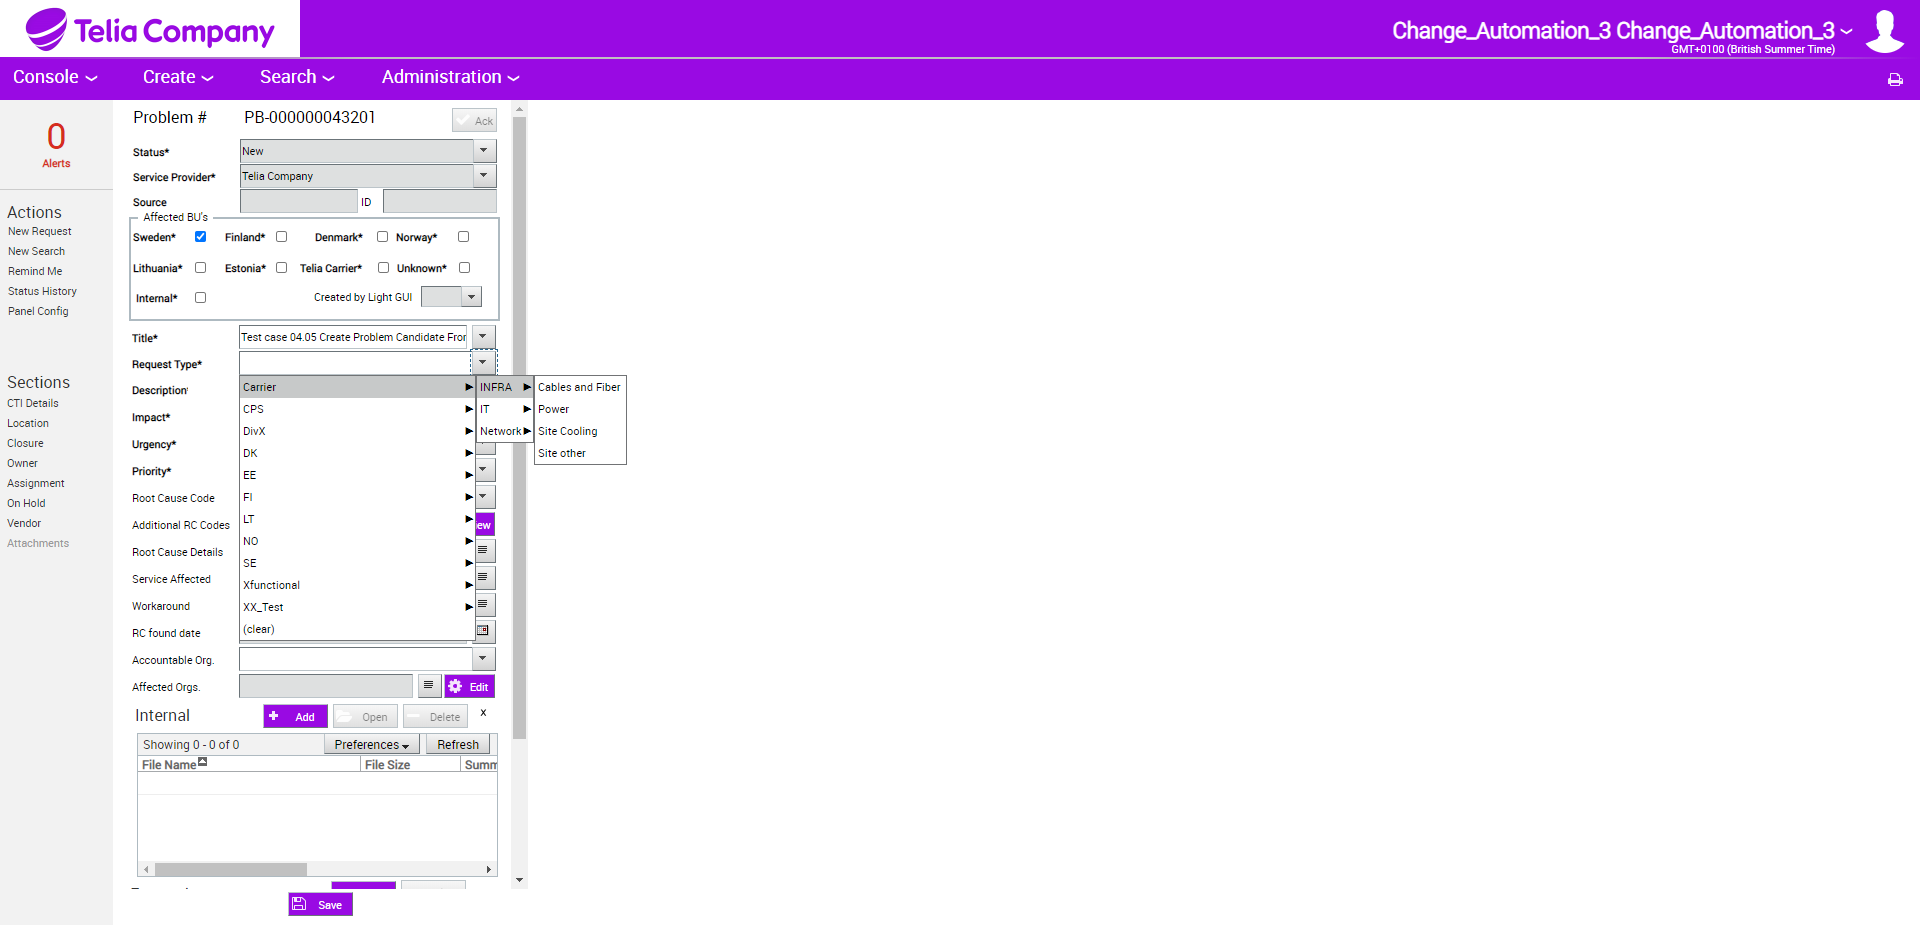 Telia Company
Change_Automation_3 Change_Automation_3
GMT+0100 (British Summer Time)
Console Create Search Administration
0
Alerts
Actions
New Request
New Search
Remind Me
Status History
Panel Config
Sections
CTI Details
Location
Closure
Owner
Assignment
On Hold
Vendor
Attachments
Problem # PB-000000043201 Ack
Status* New
Service Provider* Telia Company
Source ID
Affected BU's
Sweden* Finland* Denmark* Norway*
Lithuania* Estonia* Telia Carrier* Unknown*
Internal* Created by Light GUI
Title* Test case 04.05 Create Problem Candidate Fror
Request Type*
Description
Impact*
Urgency*
Priority*
Root Cause Code
Additional RC Codes ew
Root Cause Details
Service Affected
Workaround
RC found date
Accountable Org.
Affected Orgs. Edit
Carrier
CPS
DivX
DK
EE
FI
LT
NO
SE
Xfunctional
XX_Test
(clear)
INFRA
IT
Network
Cables and Fiber
Power
Site Cooling
Site other
Internal Add Open Delete x
Showing 0 - 0 of 0 Preferences Refresh
File Name File Size Summ
Save